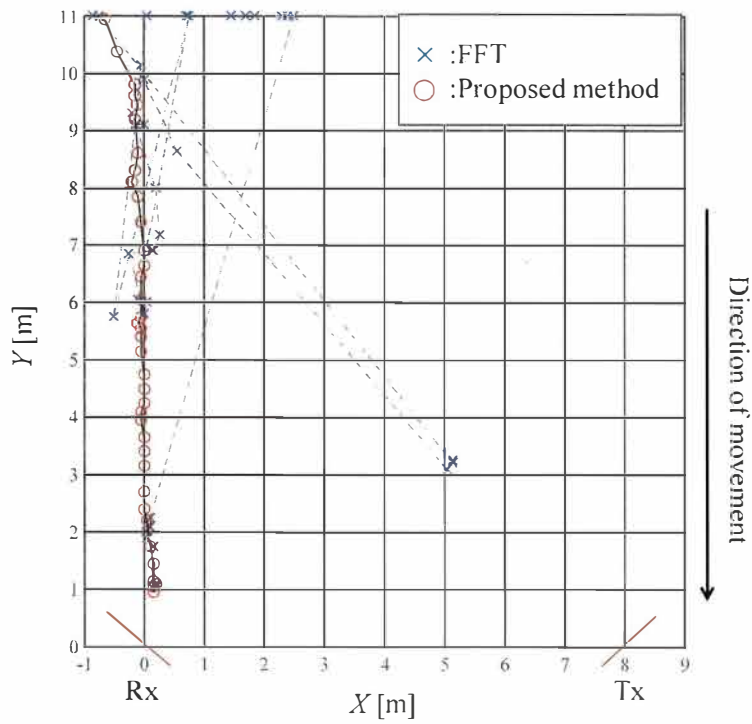 11
10
9
8
7
6
5
4
3
2
1
0
× :FFT
○ :Proposed method
Y [m]
Direction of movement
-1 0 1 2 3 4 5 6 7 8 9
Rx X [m] Tx